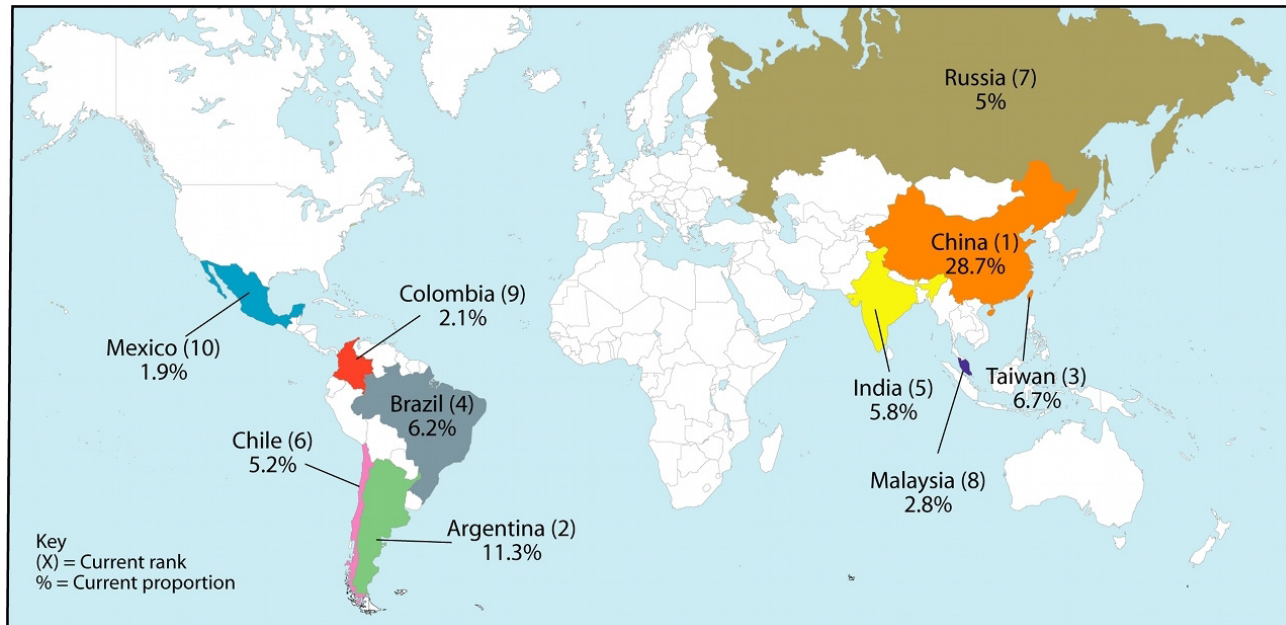 Russia (7)
5%
China (1)
28.7%
Colombia (9)
2.1%
Mexico (10)
1.9%
Brazil (4)
6.2%
India (5)
5.8%
Taiwan (3)
6.7%
Chile (6)
5.2%
Malaysia (8)
2.8%
Argentina (2)
11.3%
Key
(X) = Current rank
% = Current proportion